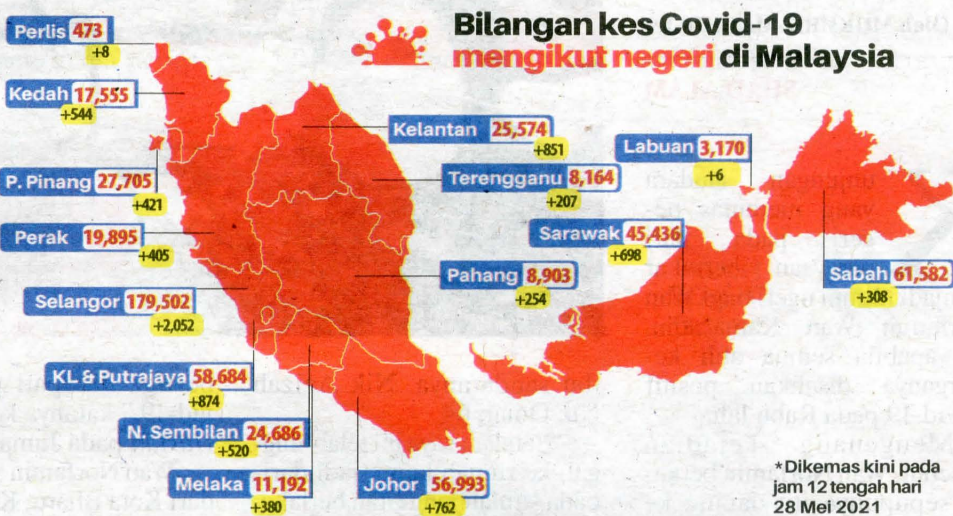 Bilangan kes Covid-19
mengikut negeri di Malaysia
Perlis 473
+8
Kedah 17,555
+544
P. Pinang 27,705
+421
Perak 19,895
+405
Selangor 179,502
+2,052
KL & Putrajaya 58,684
+874
N. Sembilan 24,686
+520
Melaka 11,192
+380
Johor 56,993
+762
Kelantan 25,574
+851
Terengganu 8,164
+207
Pahang 8,903
+254
Labuan 3,170
+6
Sarawak 45,436
+698
Sabah 61,582
+308
*Dikemas kini pada
jam 12 tengah hari
28 Mei 2021